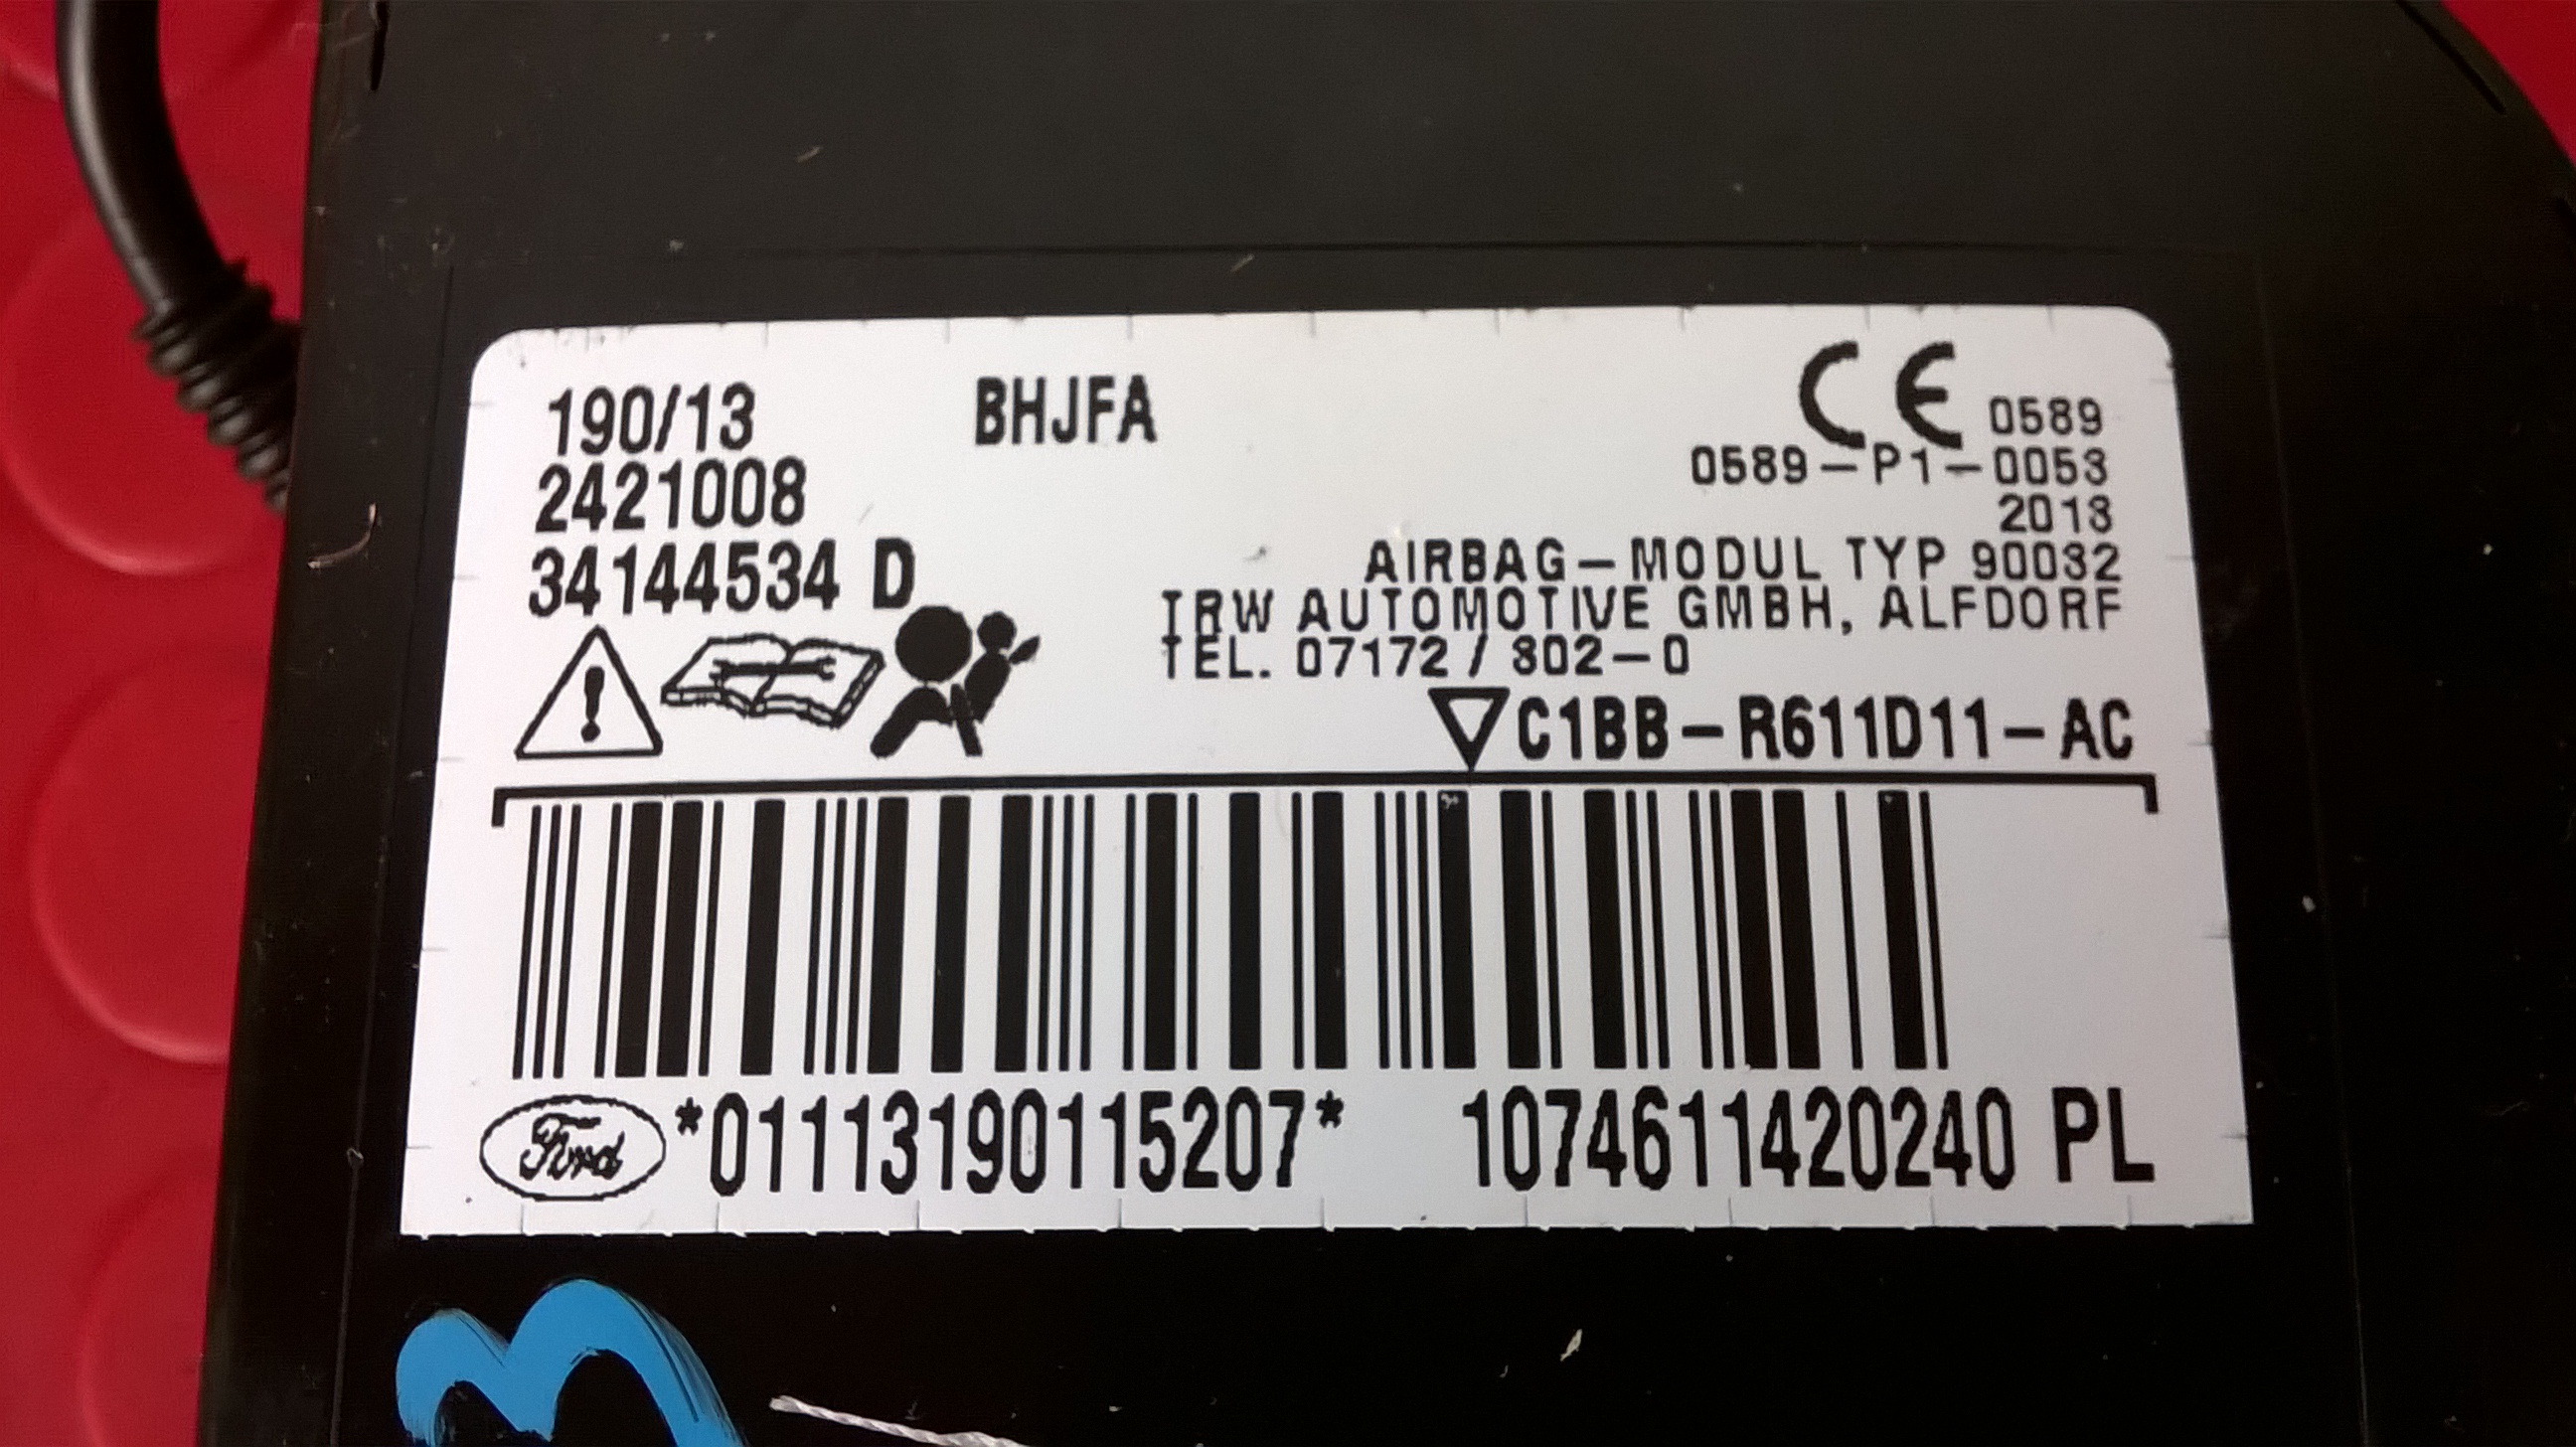 190/13 BHJFA
CE 0589
2421008
0589-P1-0053
2013
34144534 D
AIRBAG-MODUL TYP 90032
TRW AUTOMOTIVE GMBH, ALFDORF
TEL. 07172 / 302-0
C1BB-R611D11-AC
Ford *01113190115207* 1074611420240 PL